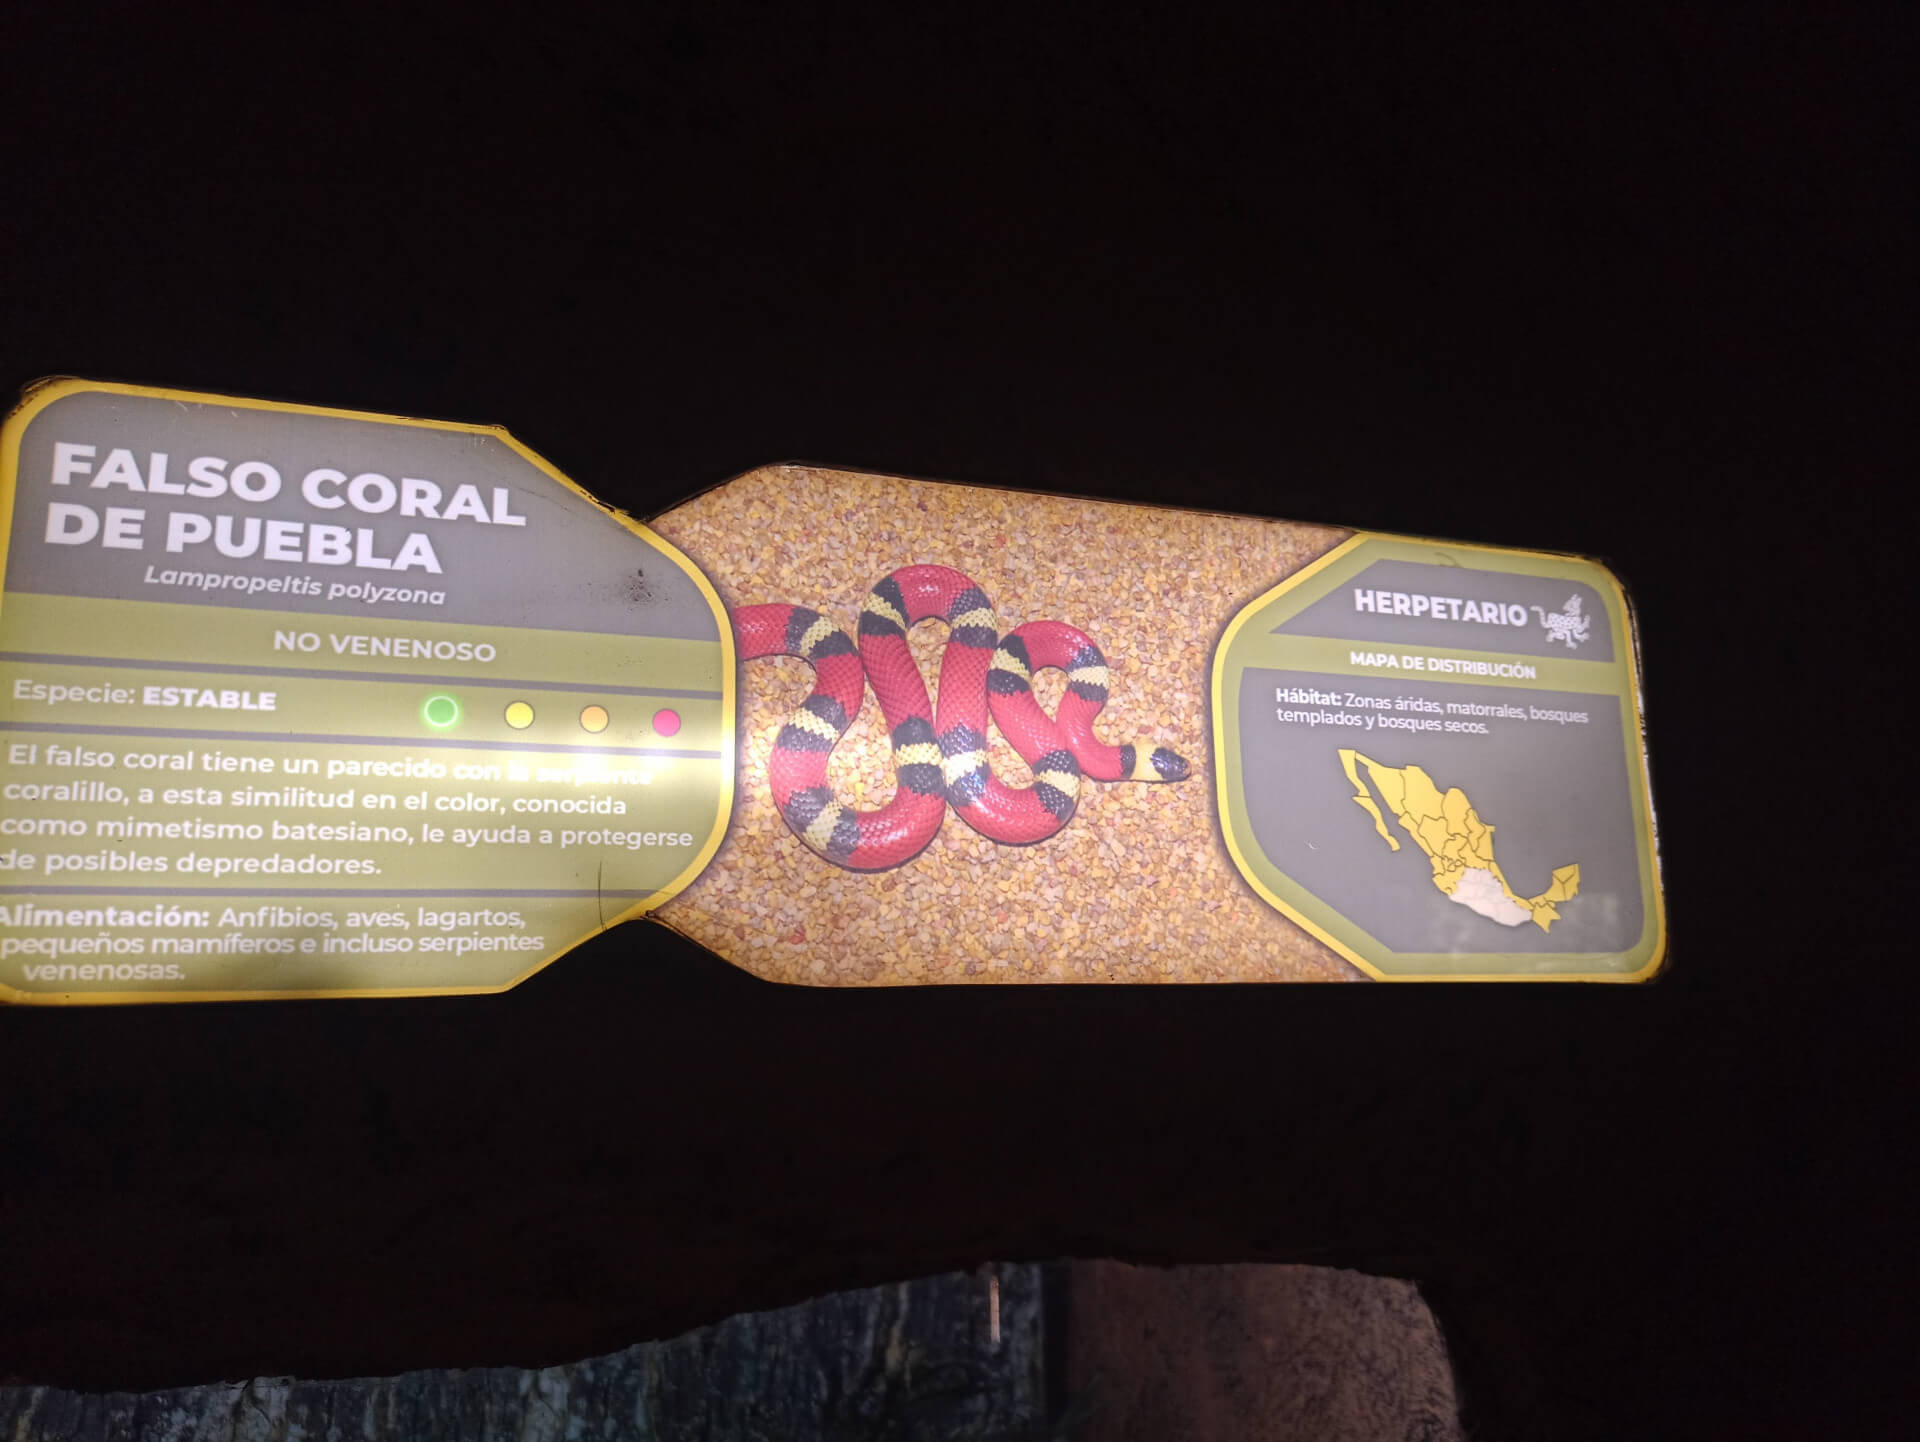 FALSO CORAL
DE PUEBLA
Lampropeltis polyzona
NO VENENOSO
Especie: ESTABLE
El falso coral tiene un parecido con la serpiente
coralillo, a esta similitud en el color, conocida
como mimetismo batesiano, le ayuda a protegerse
de posibles depredadores.
Alimentación: Anfibios, aves, lagartos,
pequeños mamíferos e incluso serpientes
venenosas.
HERPETARIO
MAPA DE DISTRIBUCIÓN
Hábitat: Zonas áridas, matorrales, bosques
templados y bosques secos.